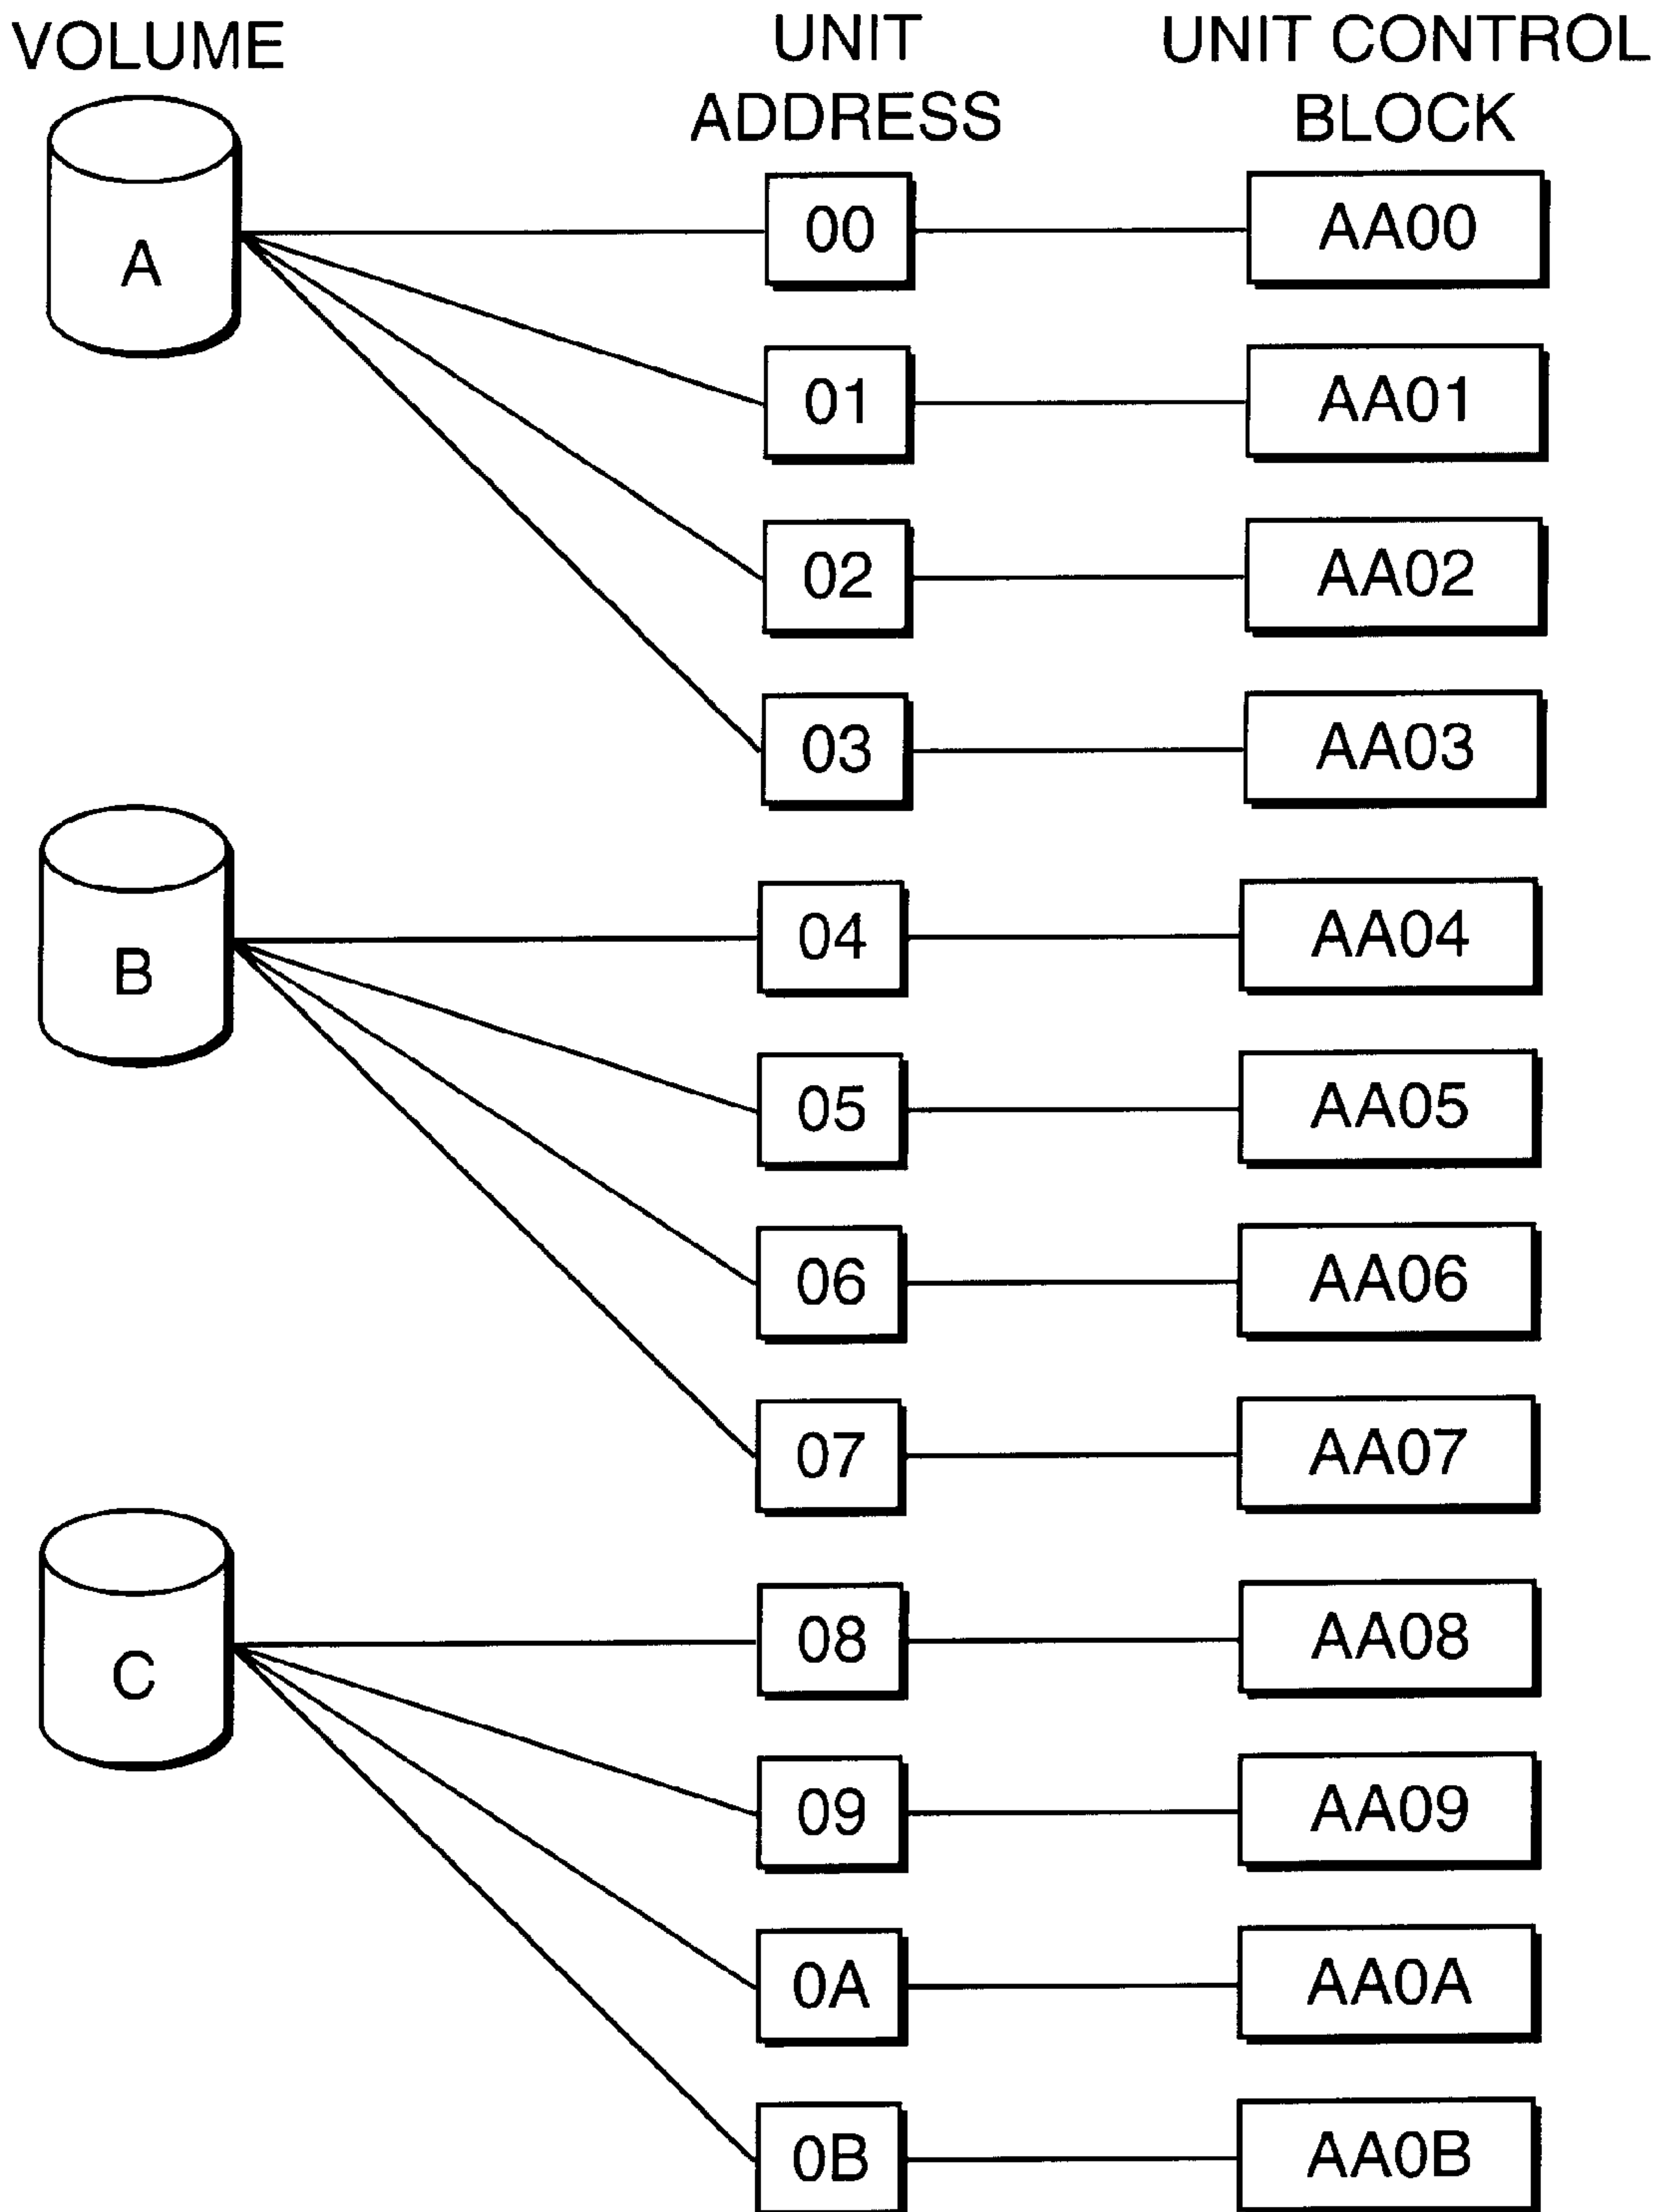 VOLUME
UNIT
ADDRESS
UNIT CONTROL
BLOCK
A
00
AA00
01
AA01
02
AA02
03
AA03
B
04
AA04
05
AA05
06
AA06
07
AA07
C
08
AA08
09
AA09
0A
AA0A
0B
AA0B